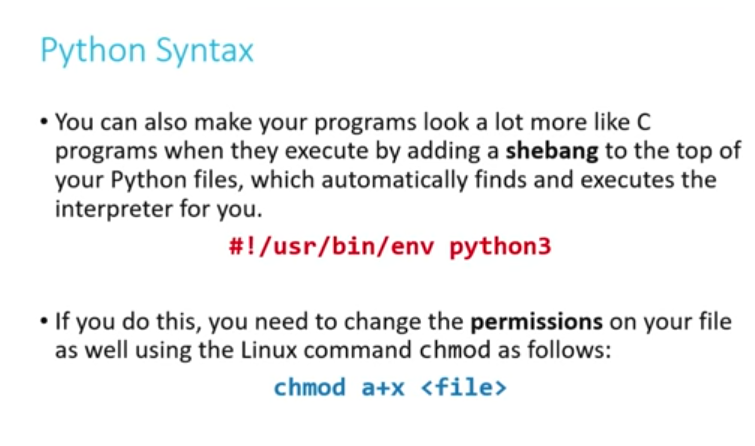 Python Syntax
• You can also make your programs look a lot more like C
programs when they execute by adding a shebang to the top of
your Python files, which automatically finds and executes the
interpreter for you.
#!/usr/bin/env python3
• If you do this, you need to change the permissions on your file
as well using the Linux command chmod as follows:
chmod a+x <file>